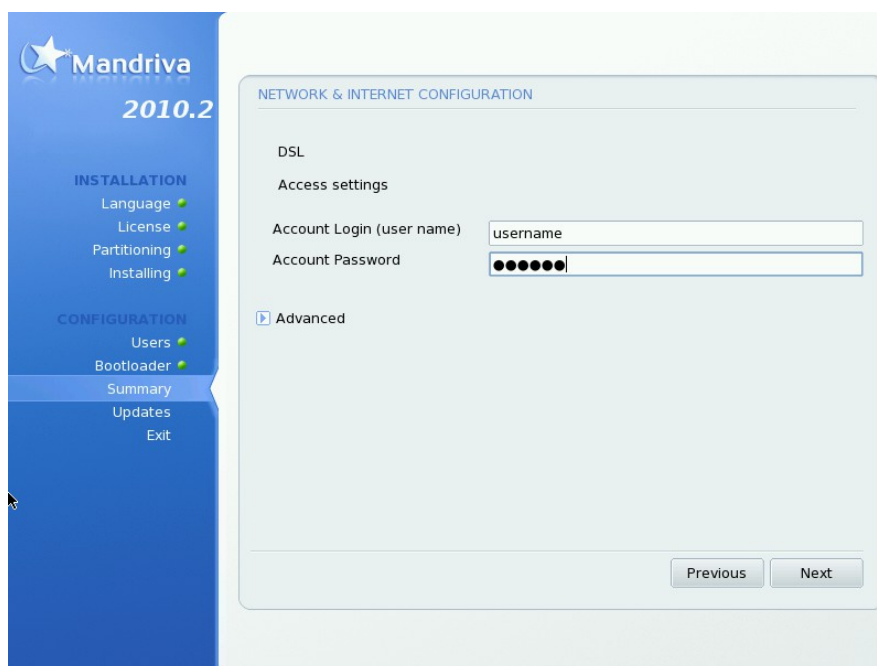 Mandriva
2010.2
INSTALLATION
Language
License
Partitioning
Installing
CONFIGURATION
Users
Bootloader
Summary
Updates
Exit
NETWORK & INTERNET CONFIGURATION
DSL
Access settings
Account Login (user name) username
Account Password ●●●●●●
Advanced
Previous Next